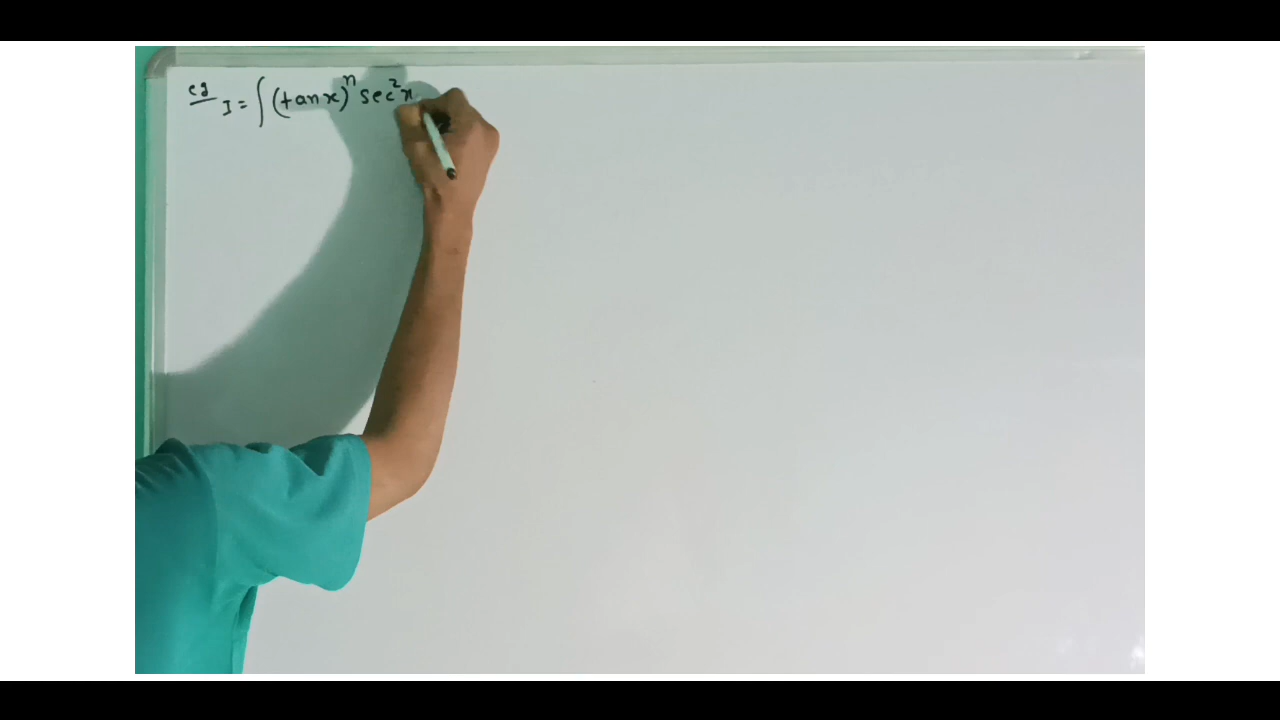 eg I = ∫(tanx)ⁿ sec²x